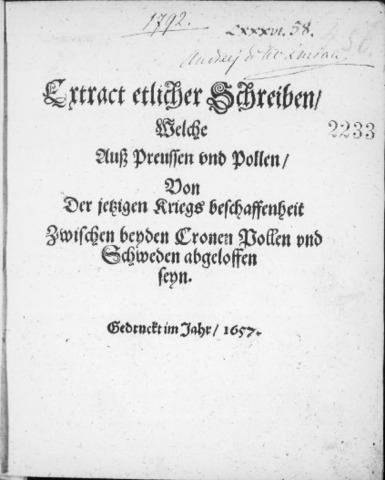 1792.
LXXXVI. 58.
Extract etlicher Schreiben/
Welche
2233
Auß Preussen vnd Pollen/
Von
Der jetzigen Kriegs beschaffenheit
Zwischen beyden Cronen Pollen vnd
Schweden abgeloffen
seyn.
Gedruckt im Jahr/ 1657.